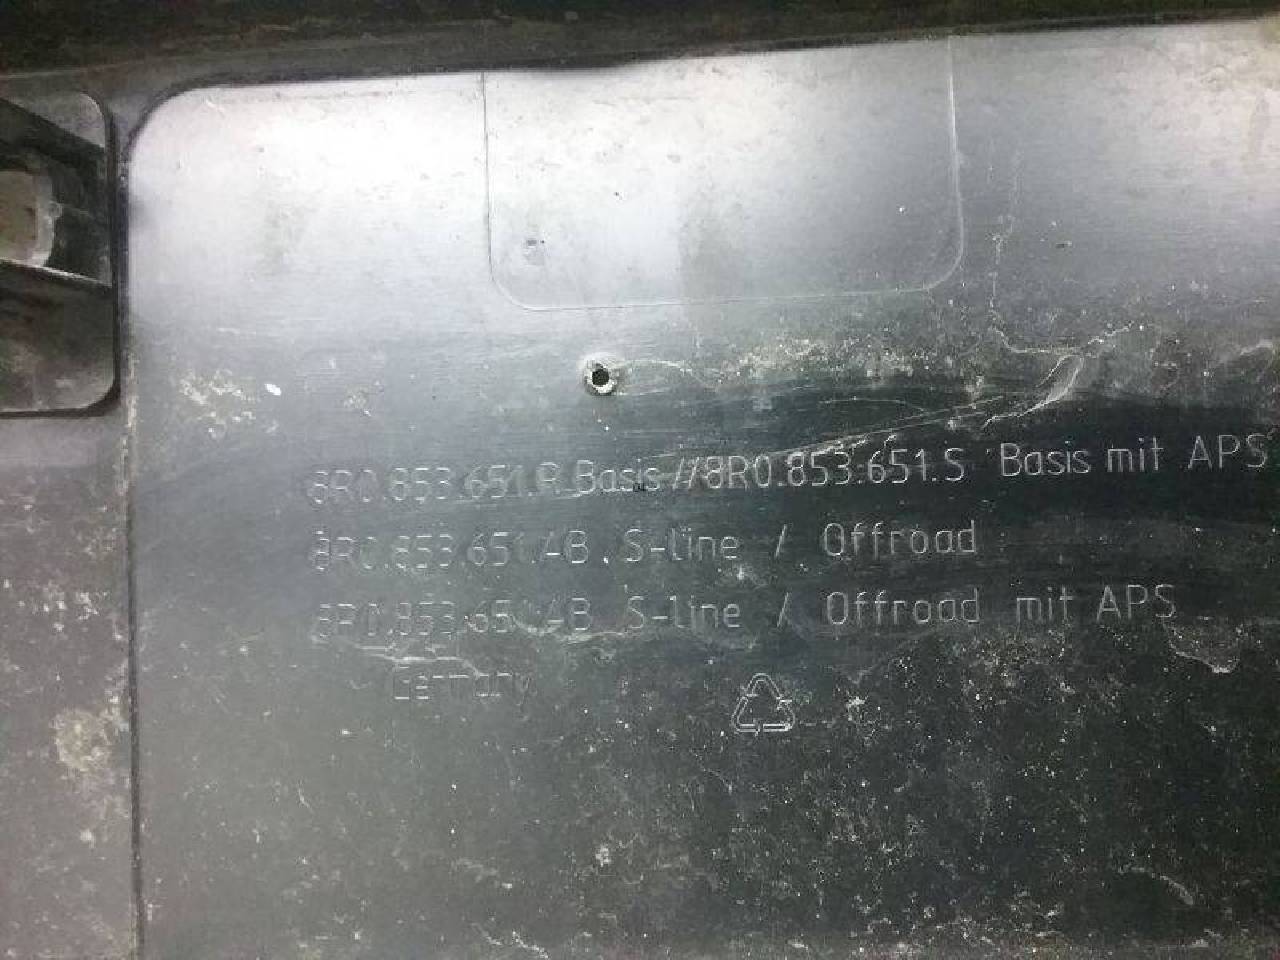 8R0.853.651.R Basis //8R0.853.651.S Basis mit APS
8R0.853.651.AB. S-line / Offroad
8R0.853.651.AB S-line / Offroad mit APS
Germany